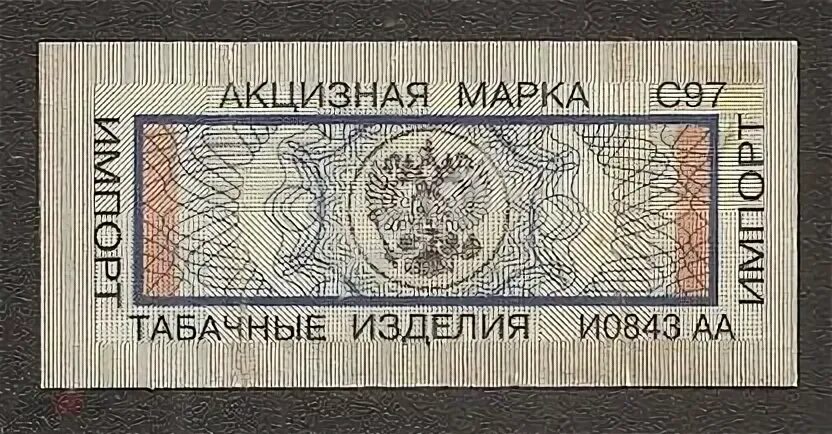 АКЦИЗНАЯ МАРКА С97
ИМПОРТ
ИМПОРТ
ТАБАЧНЫЕ ИЗДЕЛИЯ И0843 АА